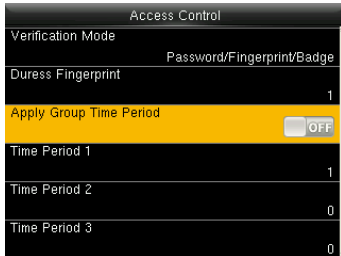 Access Control
Verification Mode
Password/Fingerprint/Badge
Duress Fingerprint
1
Apply Group Time Period
OFF
Time Period 1
1
Time Period 2
0
Time Period 3
0